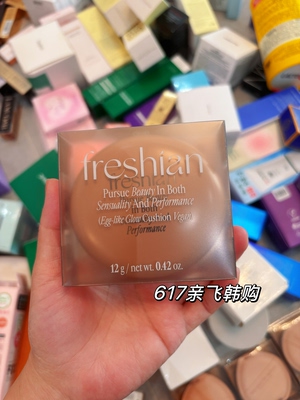 freshian
Pursue Beauty In Both
Sensuality And Performance
(Egg-like Glow Cushion Vegan)
Performance
12 g / net wt. 0.42 oz.
617亲飞韩购